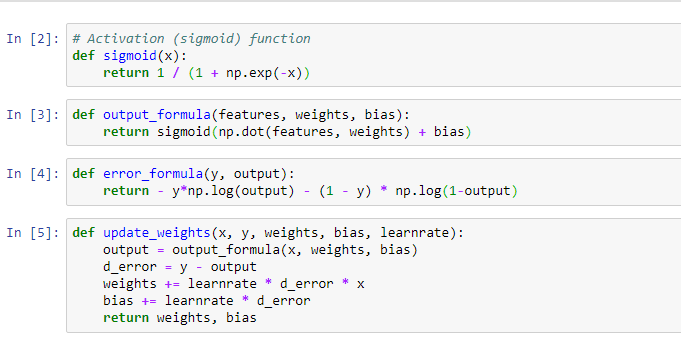 In [2]: # Activation (sigmoid) function
def sigmoid(x):
    return 1 / (1 + np.exp(-x))
In [3]: def output_formula(features, weights, bias):
    return sigmoid(np.dot(features, weights) + bias)
In [4]: def error_formula(y, output):
    return - y*np.log(output) - (1 - y) * np.log(1-output)
In [5]: def update_weights(x, y, weights, bias, learnrate):
    output = output_formula(x, weights, bias)
    d_error = y - output
    weights += learnrate * d_error * x
    bias += learnrate * d_error
    return weights, bias